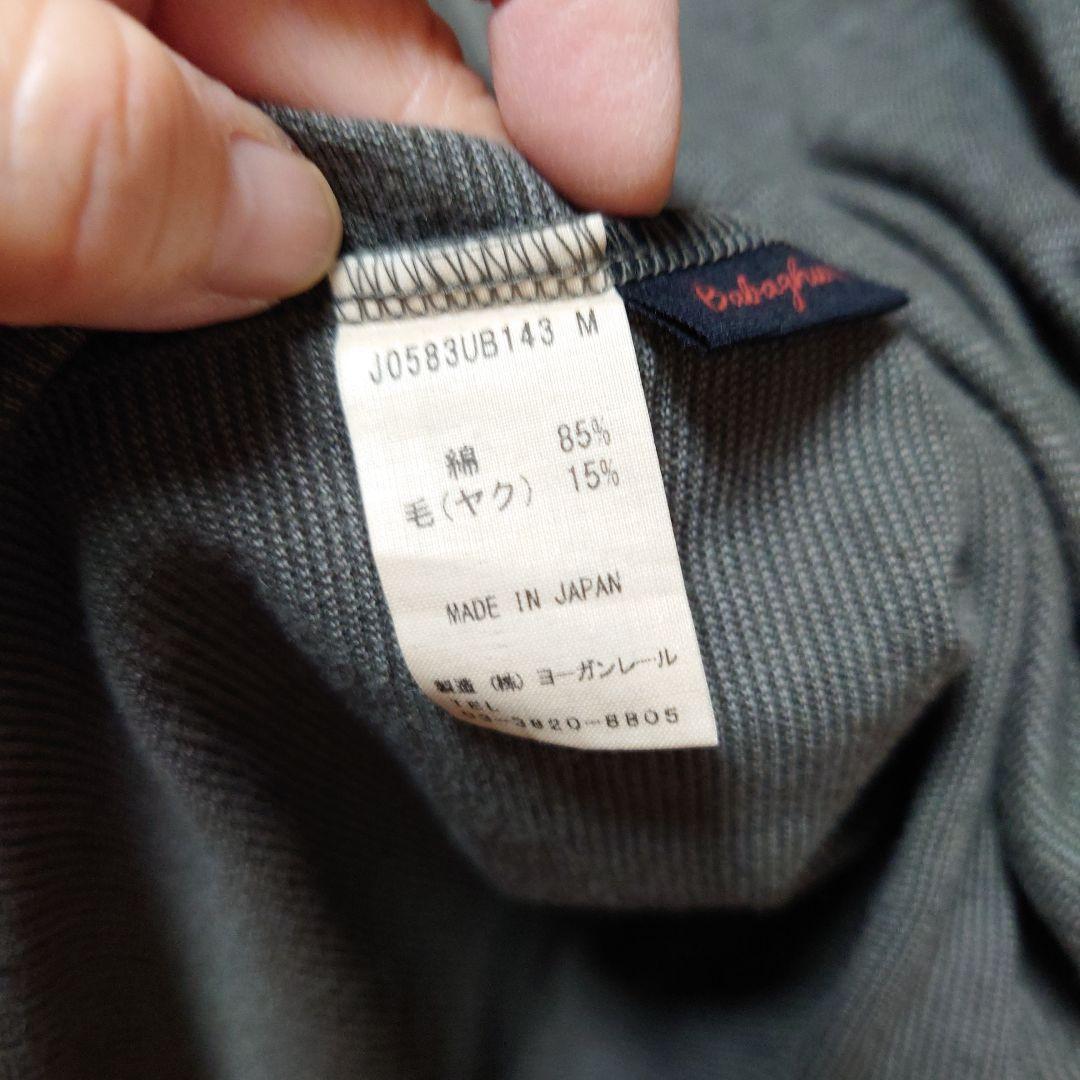 J0583UB143 M
綿 85%
毛(ヤク) 15%
MADE IN JAPAN
製造 (株) ヨーガンレール
TEL
03-3820-8805